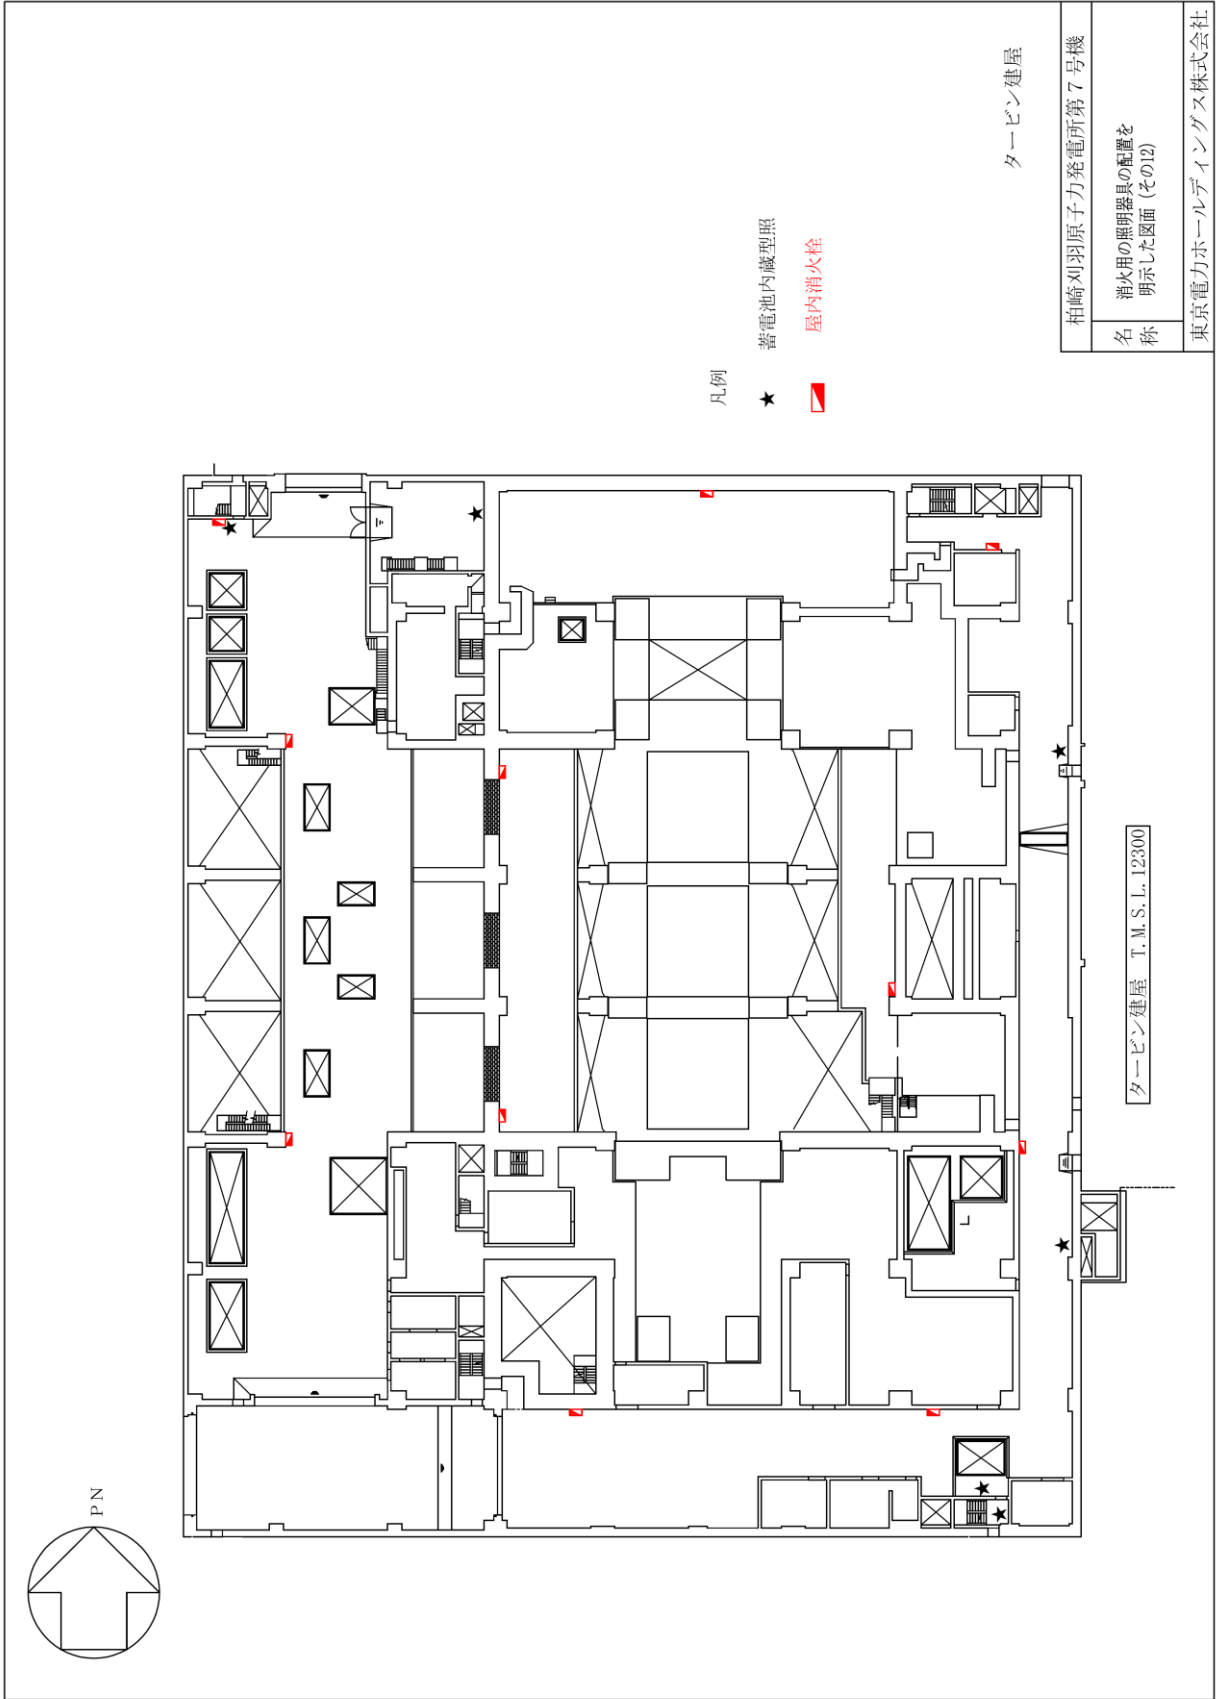 PN
タービン建屋　T.M.S.L.12300
凡例
蓄電池内蔵型照
屋内消火栓
タービン建屋
柏崎刈羽原子力発電所第７号機
名称
消火用の照明器具の配置を
明示した図面（その12）
東京電力ホールディングス株式会社